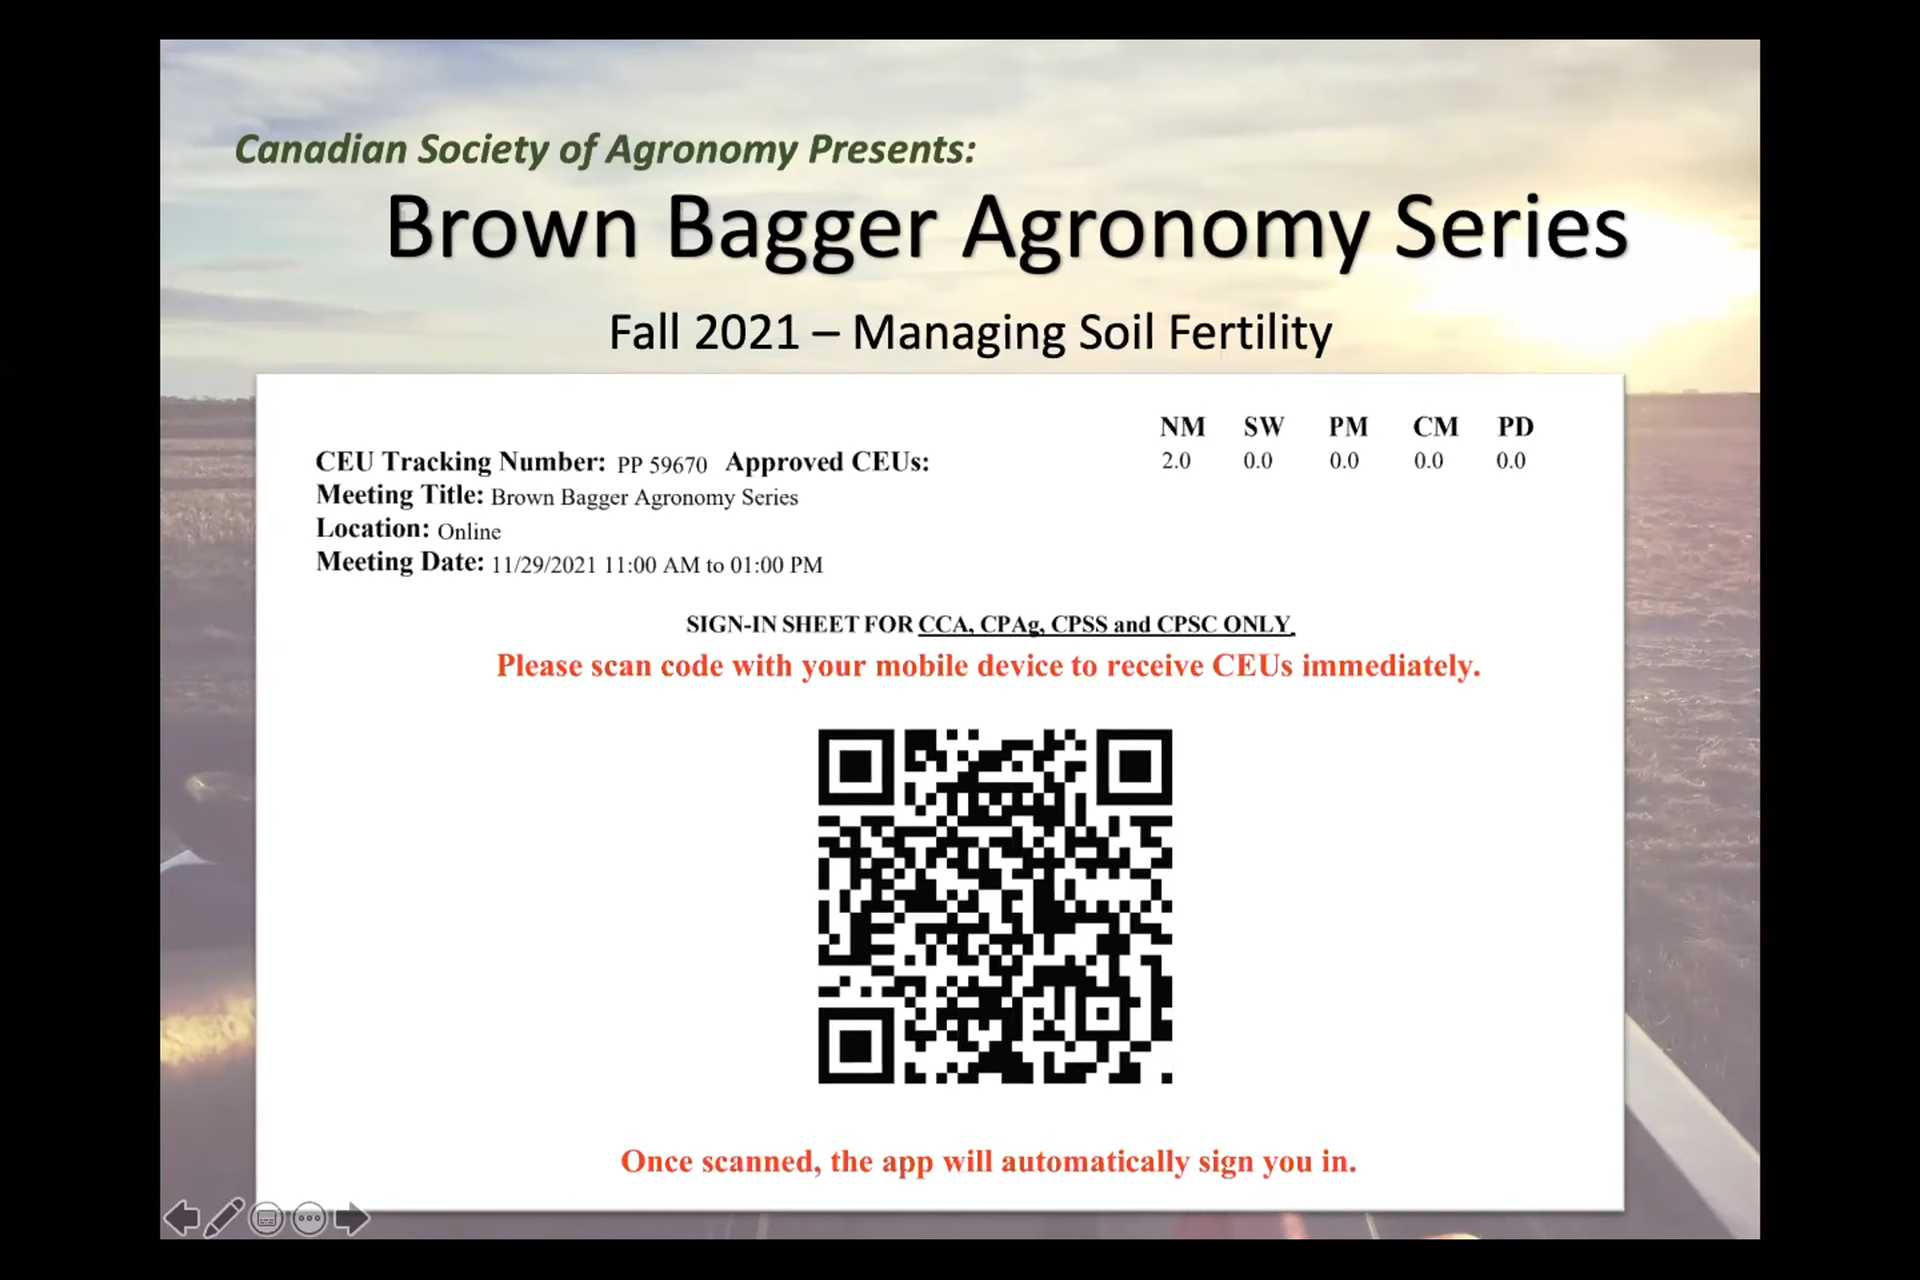 Canadian Society of Agronomy Presents:
Brown Bagger Agronomy Series
Fall 2021 – Managing Soil Fertility
NM SW PM CM PD
CEU Tracking Number: PP 59670 Approved CEUs: 2.0 0.0 0.0 0.0 0.0
Meeting Title: Brown Bagger Agronomy Series
Location: Online
Meeting Date: 11/29/2021 11:00 AM to 01:00 PM
SIGN-IN SHEET FOR CCA, CPAg, CPSS and CPSC ONLY.
Please scan code with your mobile device to receive CEUs immediately.
Once scanned, the app will automatically sign you in.